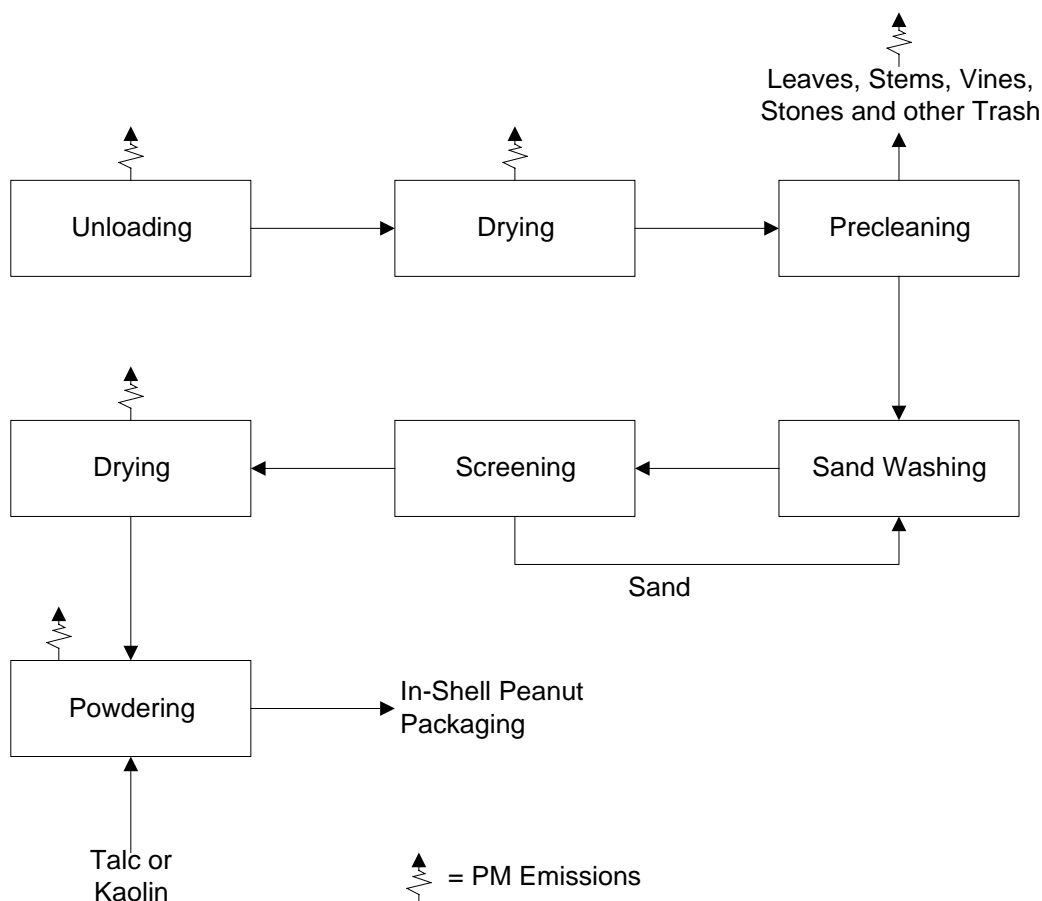 Leaves, Stems, Vines,
Stones and other Trash
Unloading
Drying
Precleaning
Drying
Screening
Sand Washing
Sand
Powdering
In-Shell Peanut
Packaging
Talc or
Kaolin
= PM Emissions